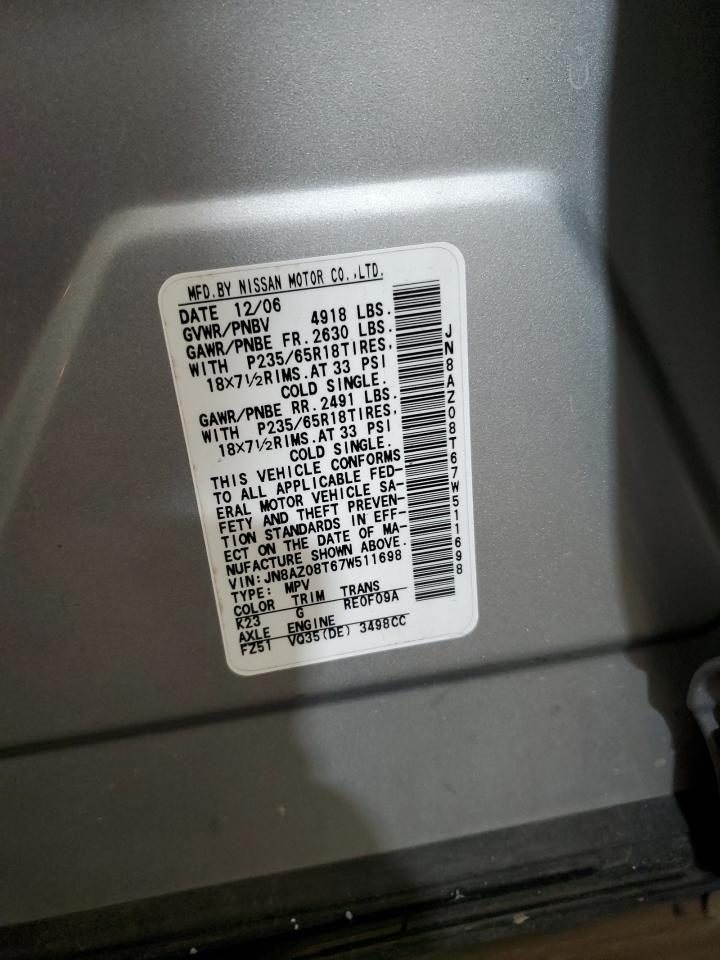 MFD.BY NISSAN MOTOR CO.,LTD.
DATE 12/06
GVWR/PNBV 4918 LBS.
GAWR/PNBE FR.2630 LBS.
WITH P235/65R18TIRES,
18X7½RIMS.AT 33 PSI
COLD SINGLE.
GAWR/PNBE RR.2491 LBS.
WITH P235/65R18TIRES,
18X7½RIMS.AT 33 PSI
COLD SINGLE.
THIS VEHICLE CONFORMS
TO ALL APPLICABLE FED-
ERAL MOTOR VEHICLE SA-
FETY AND THEFT PREVEN-
TION STANDARDS IN EFF-
ECT ON THE DATE OF MA-
NUFACTURE SHOWN ABOVE.
VIN:JN8AZ08T67W511698
TYPE: MPV
COLOR TRIM TRANS
K23 G RE0F09A
AXLE ENGINE
FZ51 VQ35(DE) 3498CC
JN8AZ08T67W511698